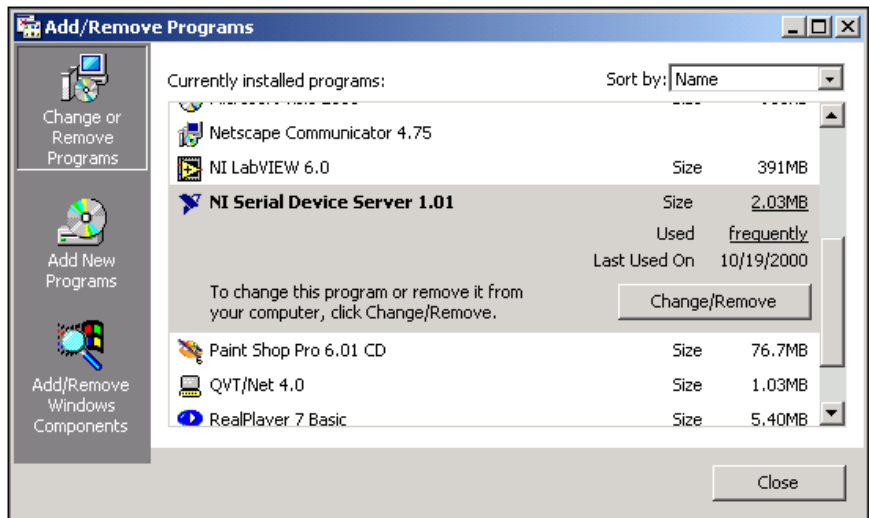 Add/Remove Programs
Change or
Remove
Programs
Add New
Programs
Add/Remove
Windows
Components
Currently installed programs:
Sort by: Name
Netscape Communicator 4.75
NI LabVIEW 6.0 Size 391MB
NI Serial Device Server 1.01 Size 2.03MB
Used frequently
Last Used On 10/19/2000
To change this program or remove it from
your computer, click Change/Remove.
Change/Remove
Paint Shop Pro 6.01 CD Size 76.7MB
QVT/Net 4.0 Size 1.03MB
RealPlayer 7 Basic Size 5.40MB
Close